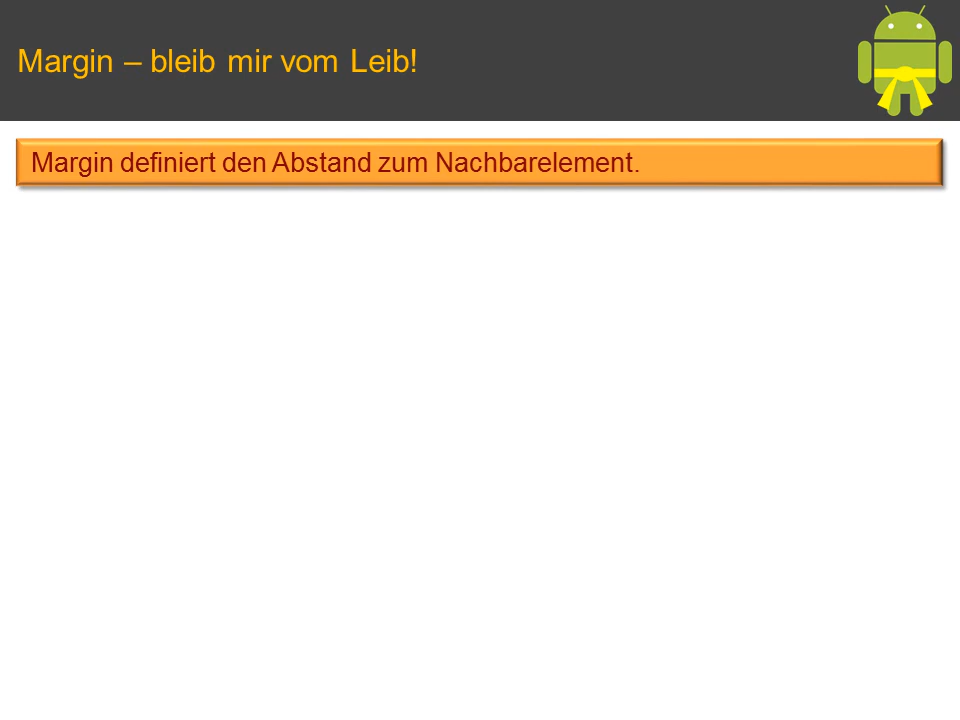 Margin – bleib mir vom Leib!
Margin definiert den Abstand zum Nachbarelement.